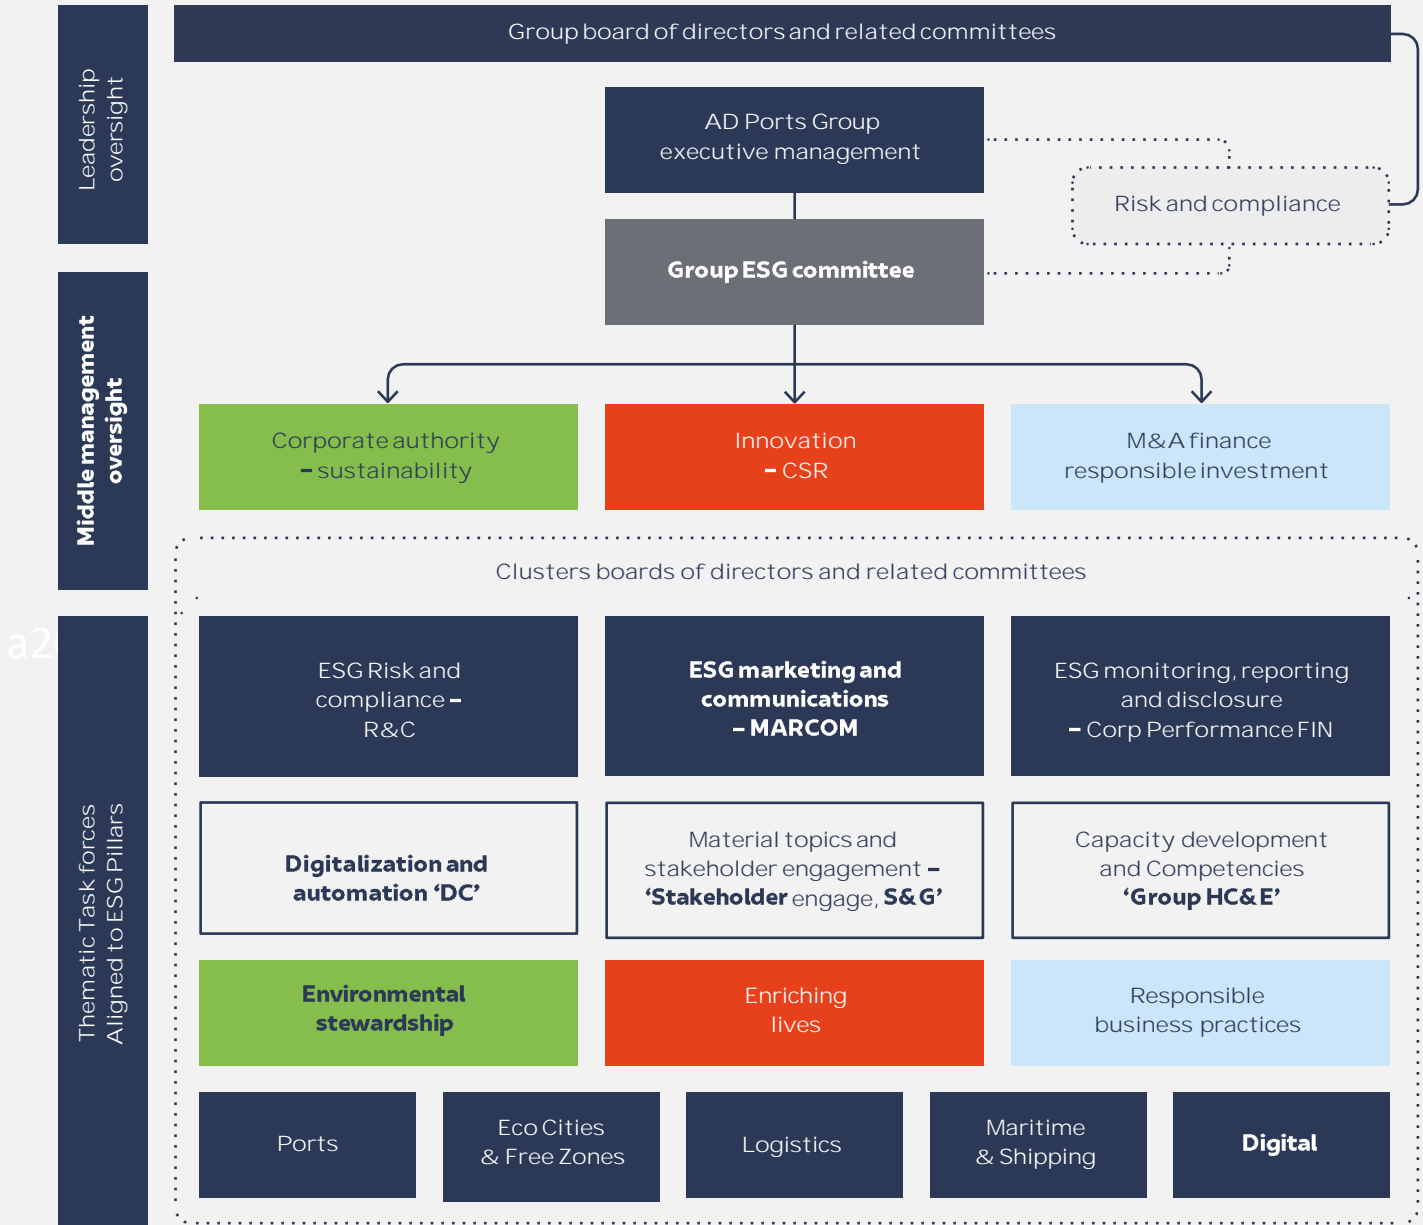 Group board of directors and related committees
Leadership
oversight
AD Ports Group
executive management
Risk and compliance
Group ESG committee
Middle management
oversight
Corporate authority
– sustainability
Innovation
– CSR
M&A finance
responsible investment
Clusters boards of directors and related committees
a2
Thematic Task forces
Aligned to ESG Pillars
ESG Risk and
compliance –
R&C
ESG marketing and
communications
– MARCOM
ESG monitoring, reporting
and disclosure
– Corp Performance FIN
Digitalization and
automation ‘DC’
Material topics and
stakeholder engagement –
‘Stakeholder engage, S&G’
Capacity development
and Competencies
‘Group HC&E’
Environmental
stewardship
Enriching
lives
Responsible
business practices
Ports
Eco Cities
& Free Zones
Logistics
Maritime
& Shipping
Digital